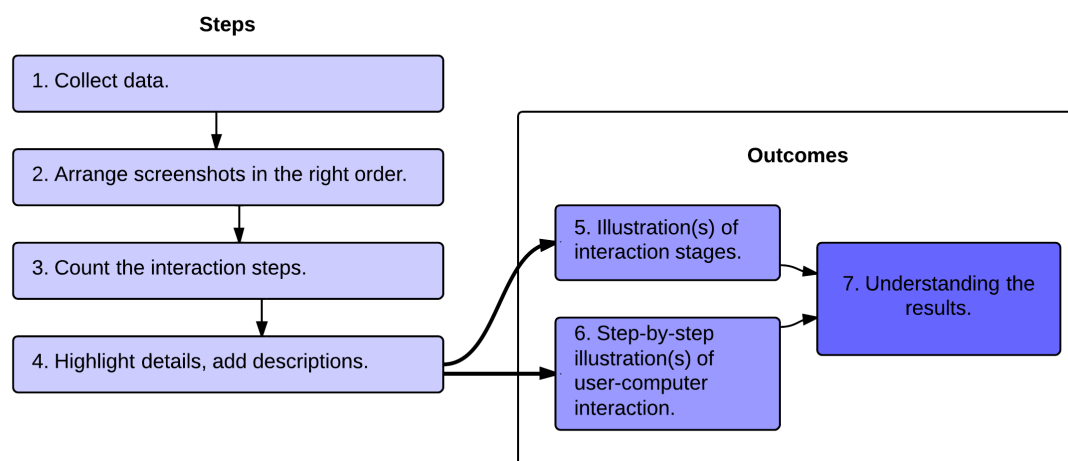 Steps
1. Collect data.
2. Arrange screenshots in the right order.
3. Count the interaction steps.
4. Highlight details, add descriptions.
Outcomes
5. Illustration(s) of
interaction stages.
6. Step-by-step
illustration(s) of
user-computer
interaction.
7. Understanding the
results.